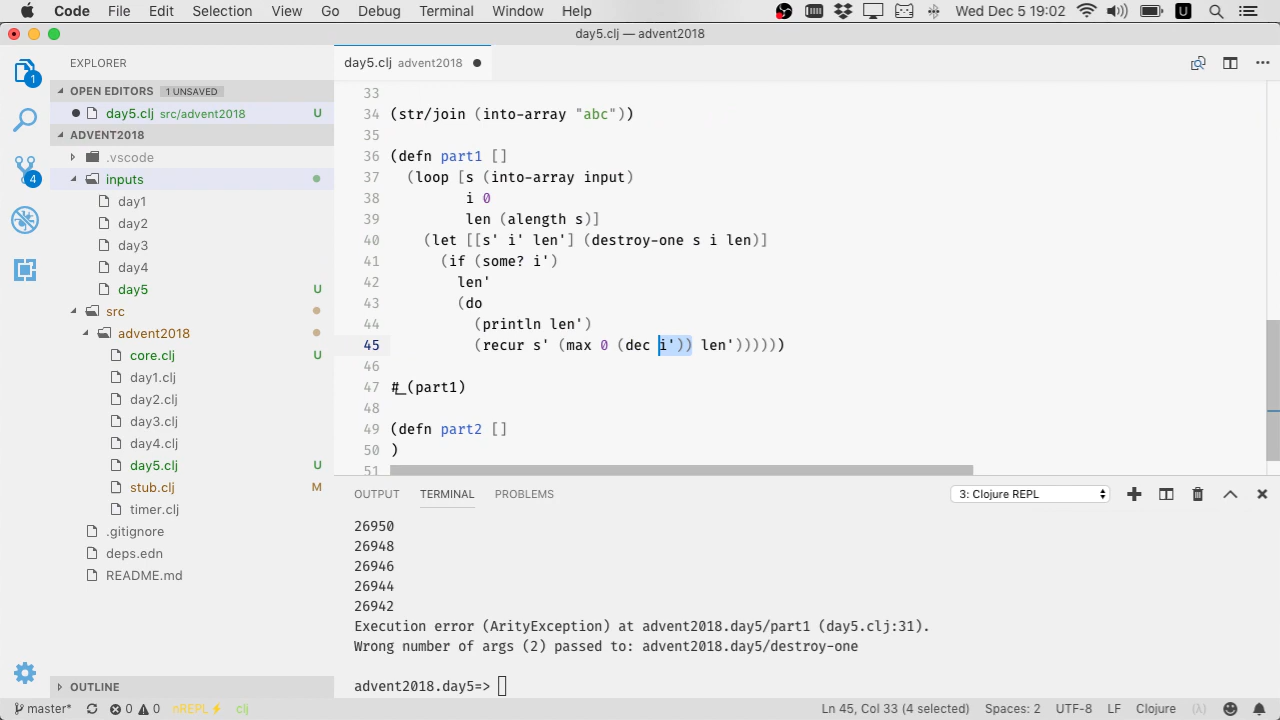 Code File Edit Selection View Go Debug Terminal Window Help Wed Dec 5 19:02 U
day5.clj — advent2018
EXPLORER
OPEN EDITORS 1 UNSAVED
day5.clj src/advent2018 U
ADVENT2018
.vscode
inputs
day1
day2
day3
day4
day5 U
src
advent2018
core.clj U
day1.clj
day2.clj
day3.clj
day4.clj
day5.clj U
stub.clj M
timer.clj
.gitignore
deps.edn
README.md
OUTLINE
1
4
day5.clj advent2018
33
34 (str/join (into-array "abc"))
35
36 (defn part1 []
37 (loop [s (into-array input)
38 i 0
39 len (alength s)]
40 (let [[s' i' len'] (destroy-one s i len)]
41 (if (some? i')
42 len'
43 (do
44 (println len')
45 (recur s' (max 0 (dec i')) len'))))))
46
47 #_(part1)
48
49 (defn part2 []
50 )
51
OUTPUT TERMINAL PROBLEMS 3: Clojure REPL
26950
26948
26946
26944
26942
Execution error (ArityException) at advent2018.day5/part1 (day5.clj:31).
Wrong number of args (2) passed to: advent2018.day5/destroy-one
advent2018.day5=>
master* 0 0 nREPL clj Ln 45, Col 33 (4 selected) Spaces: 2 UTF-8 LF Clojure (λ)